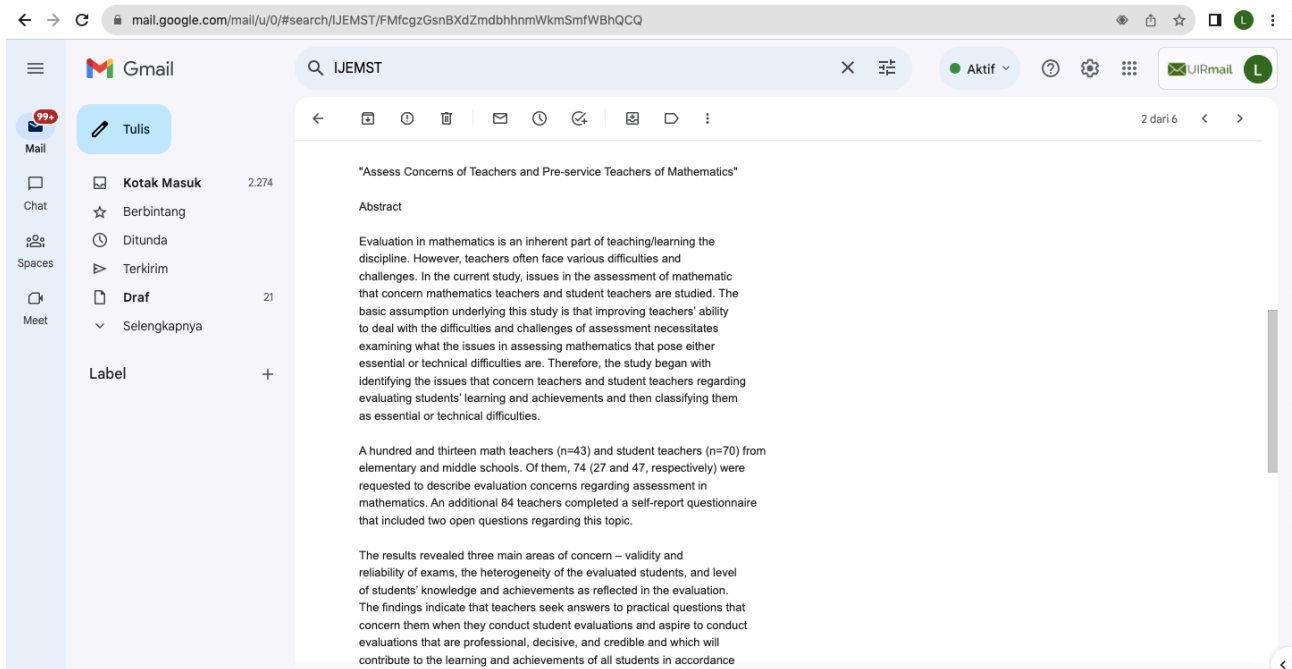 mail.google.com/mail/u/0/#search/IJEMST/FMfcgzGsnBXdZmdbhhnmWkmSmfWBhQCQ
L
Gmail
IJEMST
Aktif
UIRmail
L
99+
Mail
Chat
Spaces
Meet
Tulis
Kotak Masuk 2.274
Berbintang
Ditunda
Terkirim
Draf 21
Selengkapnya
Label
2 dari 6
"Assess Concerns of Teachers and Pre-service Teachers of Mathematics"
Abstract
Evaluation in mathematics is an inherent part of teaching/learning the
discipline. However, teachers often face various difficulties and
challenges. In the current study, issues in the assessment of mathematic
that concern mathematics teachers and student teachers are studied. The
basic assumption underlying this study is that improving teachers' ability
to deal with the difficulties and challenges of assessment necessitates
examining what the issues in assessing mathematics that pose either
essential or technical difficulties are. Therefore, the study began with
identifying the issues that concern teachers and student teachers regarding
evaluating students' learning and achievements and then classifying them
as essential or technical difficulties.
A hundred and thirteen math teachers (n=43) and student teachers (n=70) from
elementary and middle schools. Of them, 74 (27 and 47, respectively) were
requested to describe evaluation concerns regarding assessment in
mathematics. An additional 84 teachers completed a self-report questionnaire
that included two open questions regarding this topic.
The results revealed three main areas of concern – validity and
reliability of exams, the heterogeneity of the evaluated students, and level
of students' knowledge and achievements as reflected in the evaluation.
The findings indicate that teachers seek answers to practical questions that
concern them when they conduct student evaluations and aspire to conduct
evaluations that are professional, decisive, and credible and which will
contribute to the learning and achievements of all students in accordance